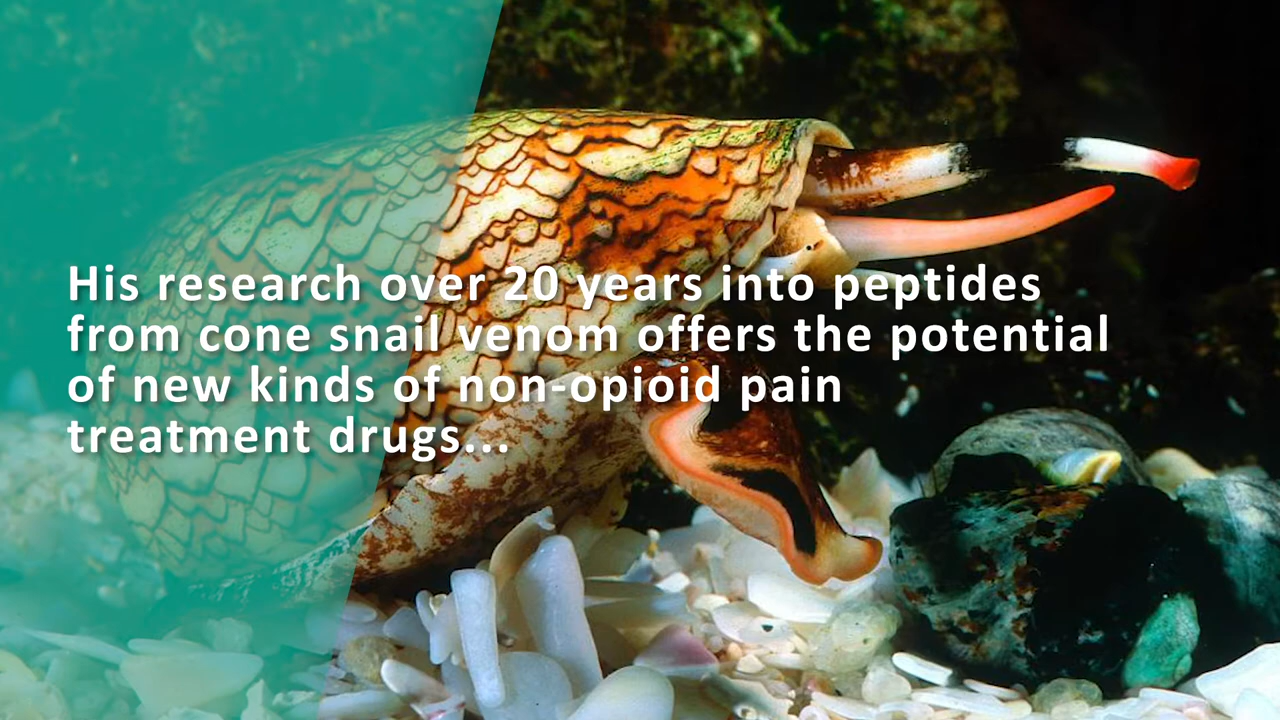 His research over 20 years into peptides
from cone snail venom offers the potential
of new kinds of non-opioid pain
treatment drugs...